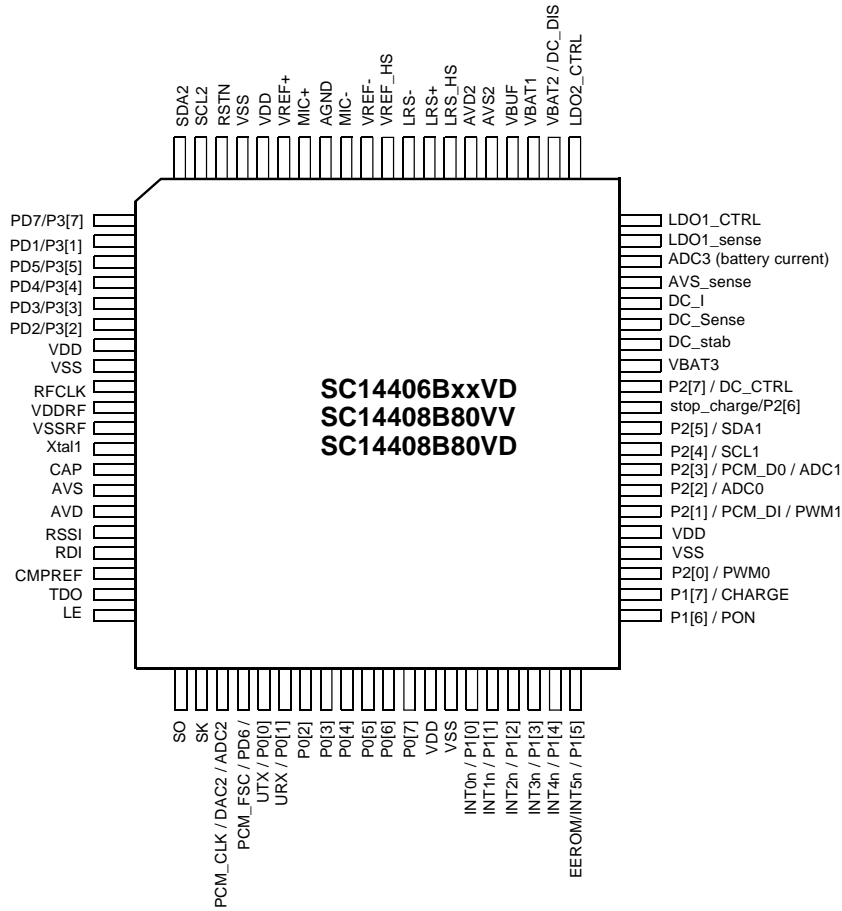 SDA2
SCL2
RSTN
VSS
VDD
VREF+
MIC+
AGND
MIC-
VREF-
VREF_HS
LRS-
LRS+
LRS_HS
AVD2
AVS2
VBUF
VBAT1
VBAT2 / DC_DIS
LDO2_CTRL
PD7/P3[7]
PD1/P3[1]
PD5/P3[5]
PD4/P3[4]
PD3/P3[3]
PD2/P3[2]
VDD
VSS
RFCLK
VDDRF
VSSRF
Xtal1
CAP
AVS
AVD
RSSI
RDI
CMPREF
TDO
LE
SC14406BxxVD
SC14408B80VV
SC14408B80VD
LDO1_CTRL
LDO1_sense
ADC3 (battery current)
AVS_sense
DC_I
DC_Sense
DC_stab
VBAT3
P2[7] / DC_CTRL
stop_charge/P2[6]
P2[5] / SDA1
P2[4] / SCL1
P2[3] / PCM_D0 / ADC1
P2[2] / ADC0
P2[1] / PCM_DI / PWM1
VDD
VSS
P2[0] / PWM0
P1[7] / CHARGE
P1[6] / PON
SO
SK
PCM_CLK / DAC2 / ADC2
PCM_FSC / PD6 /
UTX / P0[0]
URX / P0[1]
P0[2]
P0[3]
P0[4]
P0[5]
P0[6]
P0[7]
VDD
VSS
INT0n / P1[0]
INT1n / P1[1]
INT2n / P1[2]
INT3n / P1[3]
INT4n / P1[4]
EEROM/INT5n / P1[5]